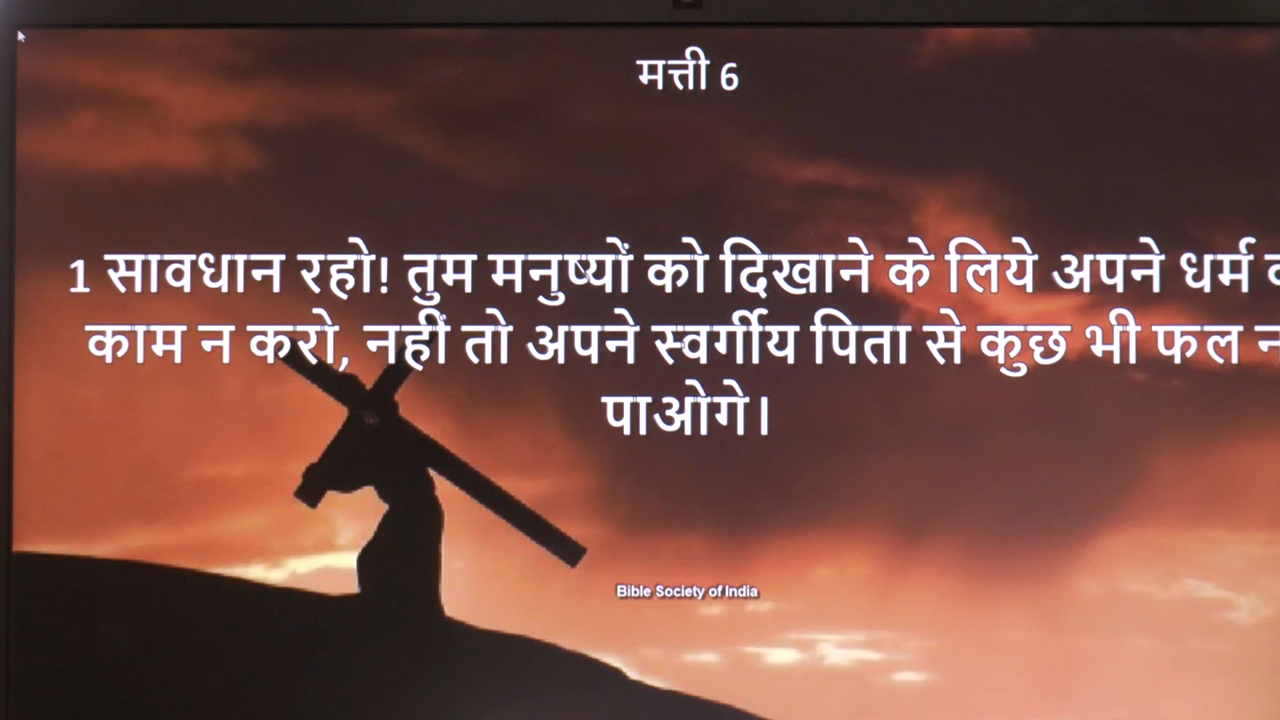 मत्ती 6
1 सावधान रहो! तुम मनुष्यों को दिखाने के लिये अपने धर्म
काम न करो, नहीं तो अपने स्वर्गीय पिता से कुछ भी फल
पाओगे।
Bible Society of India